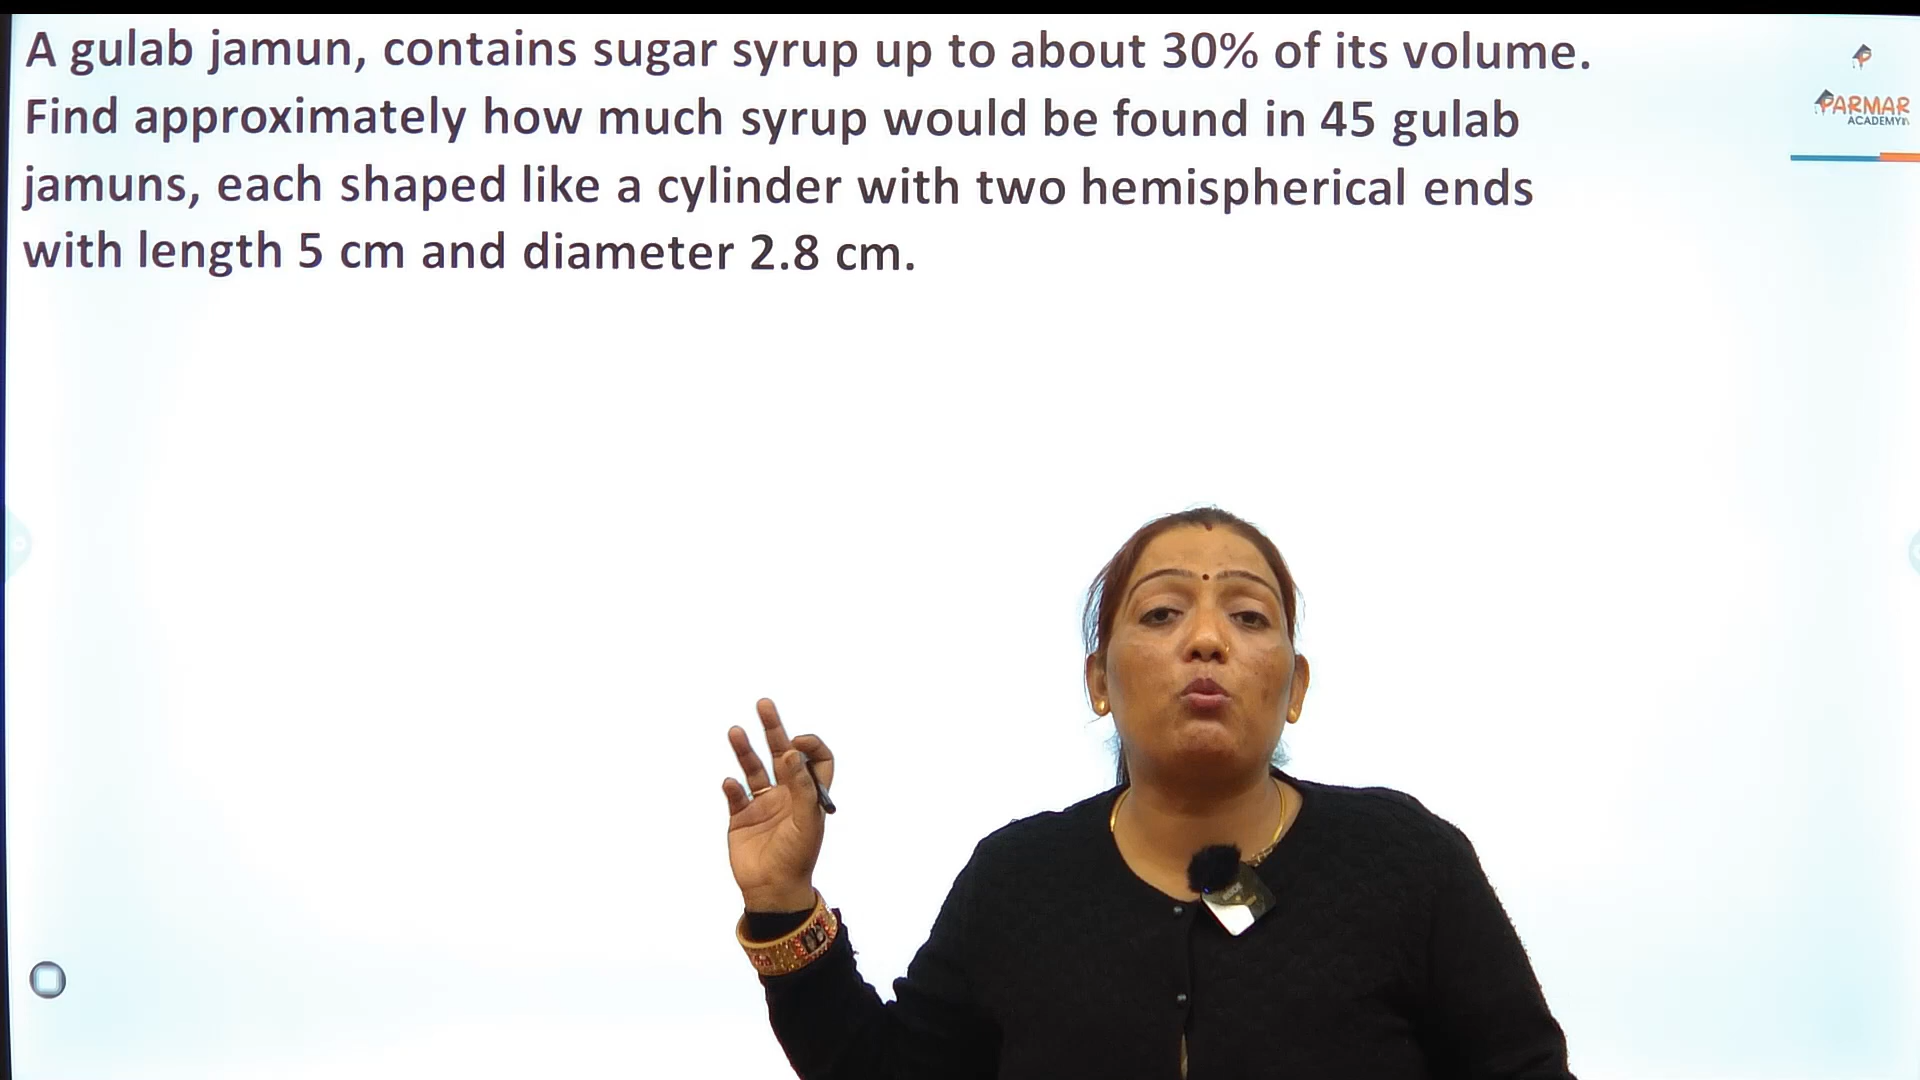 A gulab jamun, contains sugar syrup up to about 30% of its volume.
Find approximately how much syrup would be found in 45 gulab
jamuns, each shaped like a cylinder with two hemispherical ends
with length 5 cm and diameter 2.8 cm.
PARMAR
ACADEMY